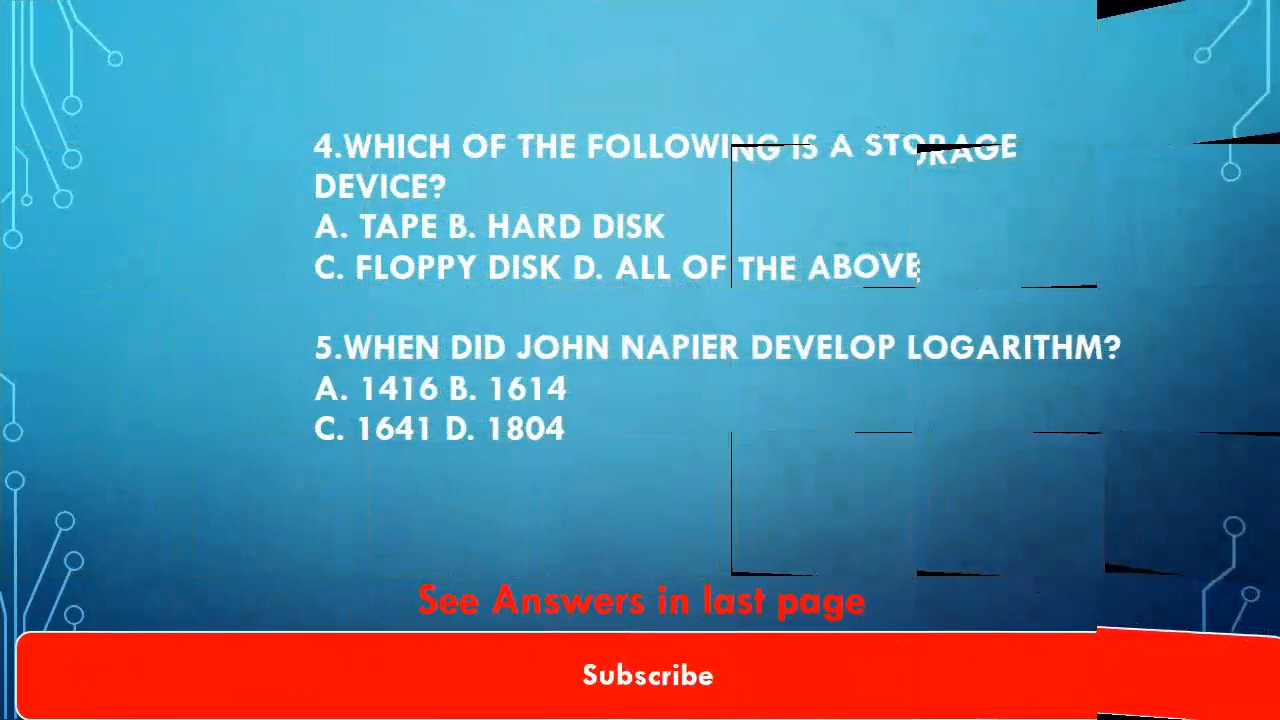 4.WHICH OF THE FOLLOWING IS A STORAGE
DEVICE?
A. TAPE B. HARD DISK
C. FLOPPY DISK D. ALL OF THE ABOVE
5.WHEN DID JOHN NAPIER DEVELOP LOGARITHM?
A. 1416 B. 1614
C. 1641 D. 1804
See Answers in last page
Subscribe